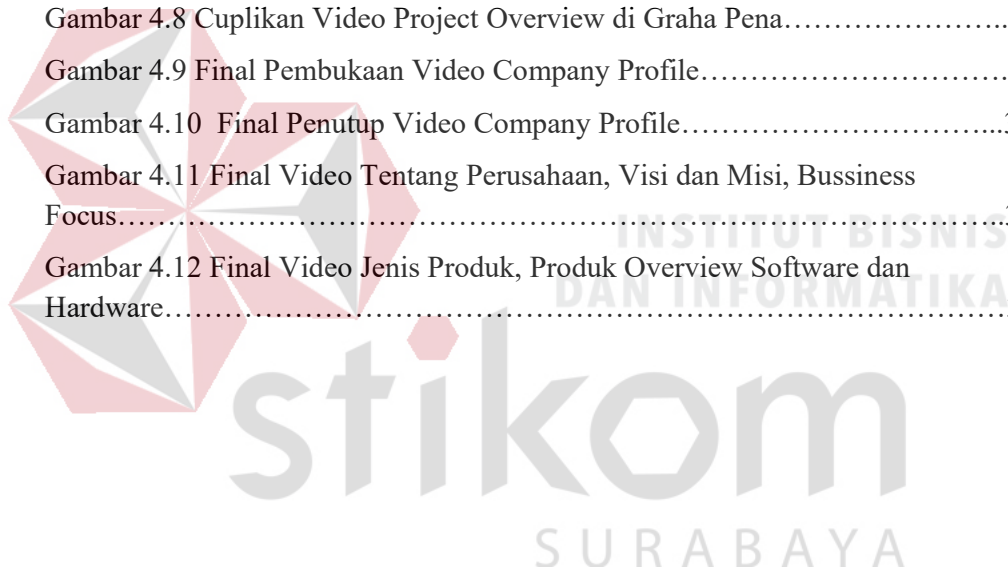 Gambar 4.8 Cuplikan Video Project Overview di Graha Pena…………………..
Gambar 4.9 Final Pembukaan Video Company Profile………………………….
Gambar 4.10  Final Penutup Video Company Profile…………………………...3
Gambar 4.11 Final Video Tentang Perusahaan, Visi dan Misi, Bussiness
Focus……………………………………………………………………………..
Gambar 4.12 Final Video Jenis Produk, Produk Overview Software dan
Hardware………………………………………………………………………….
INSTITUT BISNIS
DAN INFORMATIKA
stikom
SURABAYA